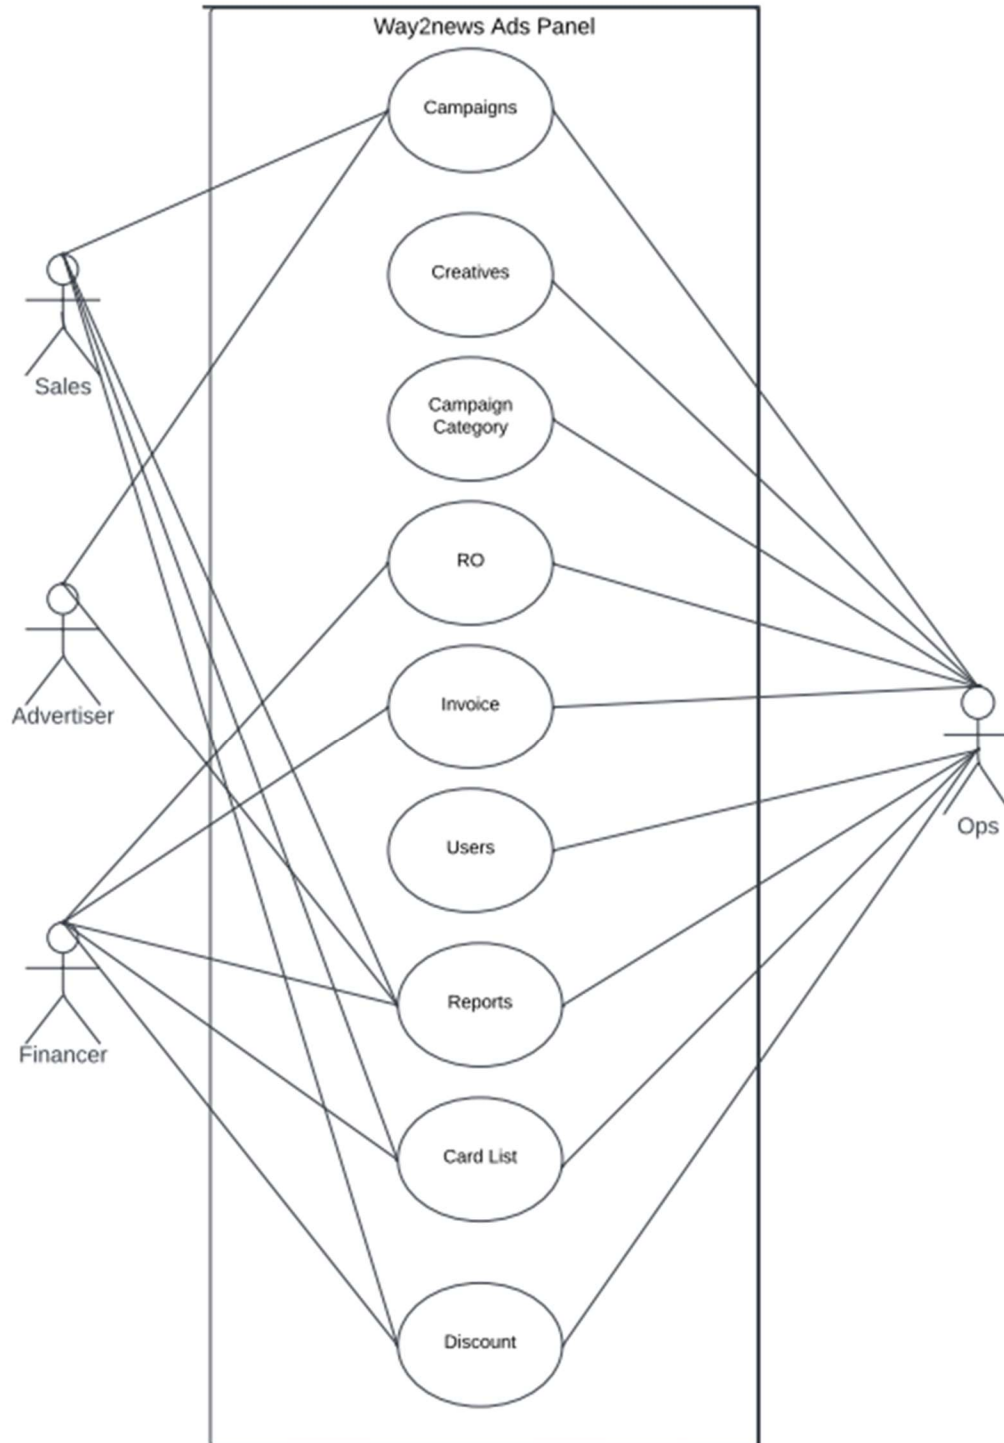 Way2news Ads Panel
Campaigns
Creatives
Sales
Campaign
Category
RO
Advertiser
Invoice
Ops
Users
Financer
Reports
Card List
Discount